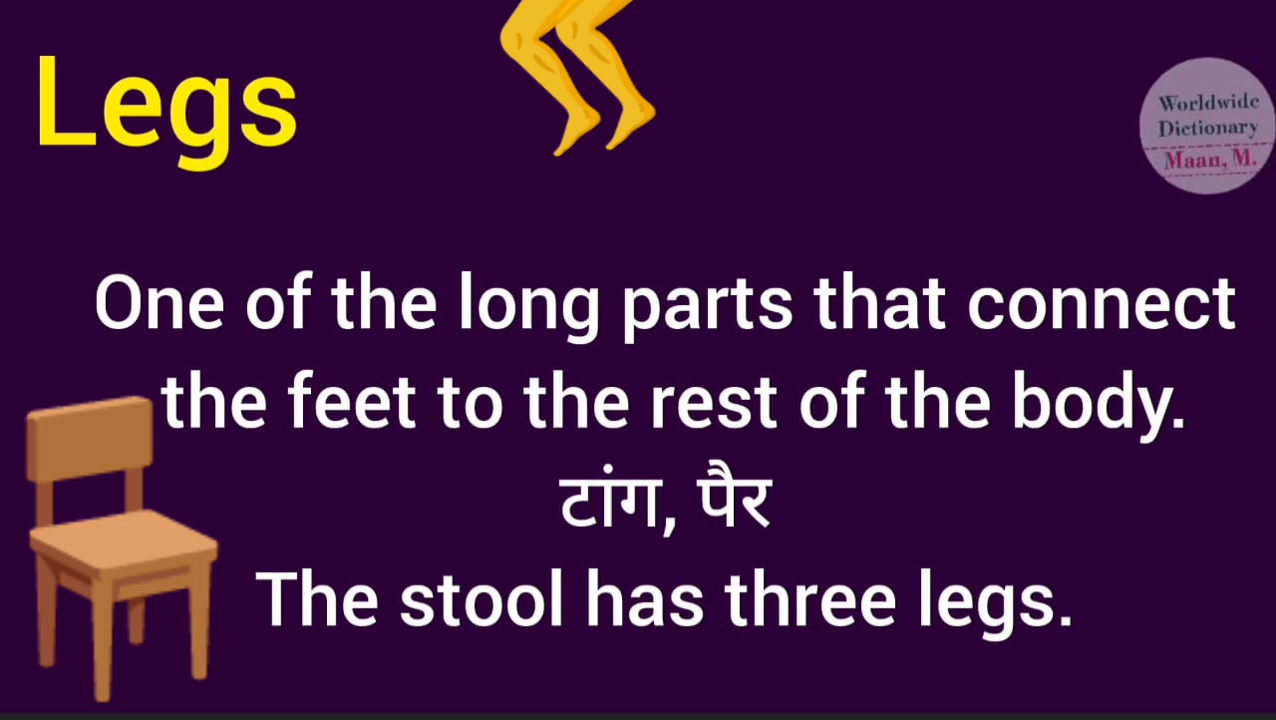 Legs
Worldwide
Dictionary
Maan, M.
One of the long parts that connect
the feet to the rest of the body.
टांग, पैर
The stool has three legs.